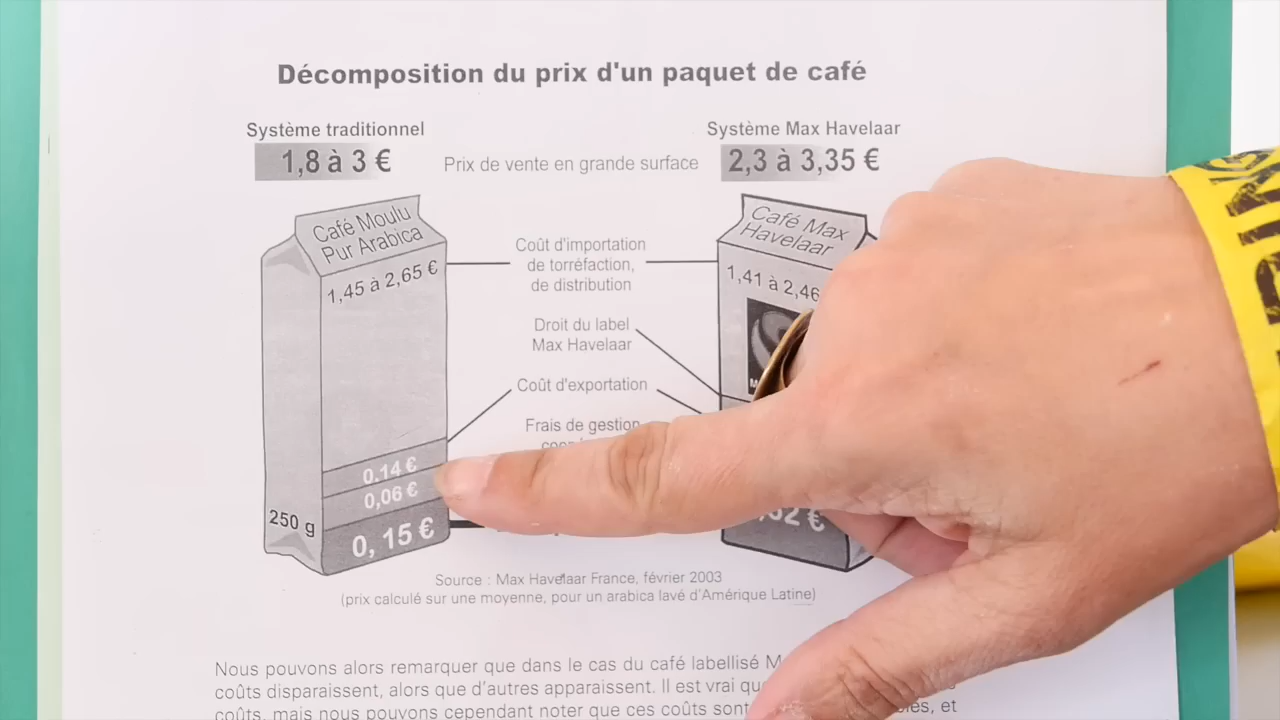 Décomposition du prix d'un paquet de café
Système traditionnel
1,8 à 3 €
Prix de vente en grande surface
Système Max Havelaar
2,3 à 3,35 €
Café Moulu
Pur Arabica
1,45 à 2,65 €
0,14 €
0,06 €
0, 15 €
250 g
Coût d'importation
de torréfaction,
de distribution
Droit du label
Max Havelaar
Coût d'exportation
Frais de gestion
Café Max
Havelaar
1,41 à 2,46
Source : Max Havelaar France, février 2003
(prix calculé sur une moyenne, pour un arabica lavé d'Amérique Latine)
Nous pouvons alors remarquer que dans le cas du café labellisé
coûts disparaissent, alors que d'autres apparaissent. Il est vrai
coûts, mais nous pouvons cependant noter que ces coûts sont et